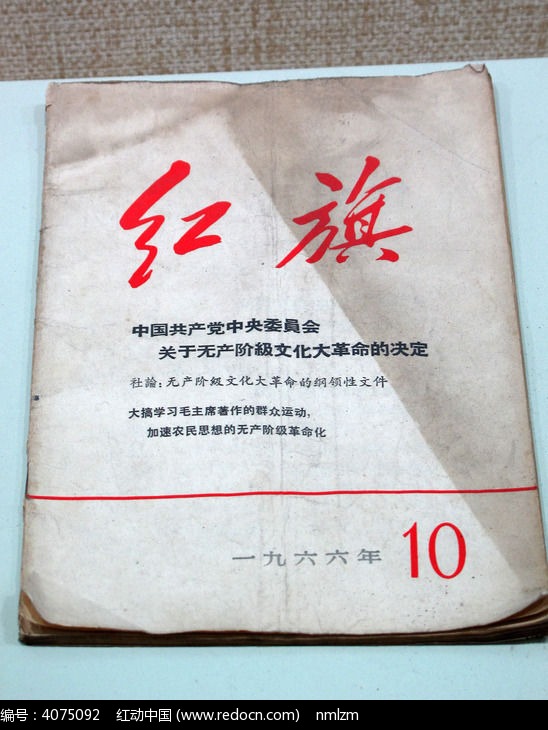 红旗
中国共产党中央委員会
关于无产阶級文化大革命的决定
社論:无产阶級文化大革命的纲领性文件
大搞学习毛主席著作的群众运动,
加速农民思想的无产阶级革命化
一九六六年 10
编号:4075092 红动中国 (www.redocn.com) nmlzm